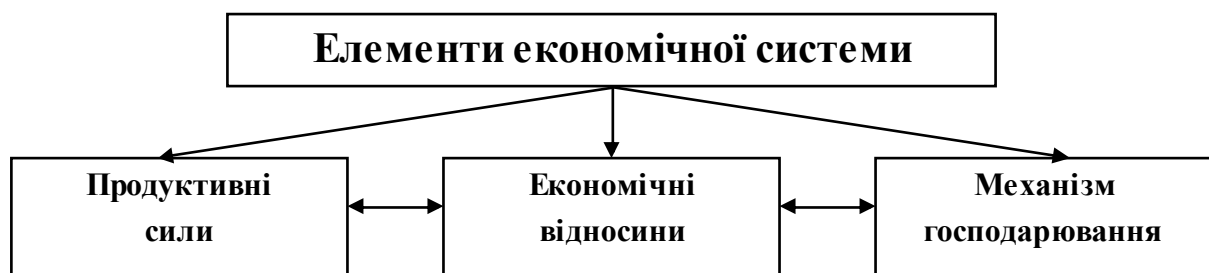 Елементи економічної системи
Продуктивні
сили
Економічні
відносини
Механізм
господарювання